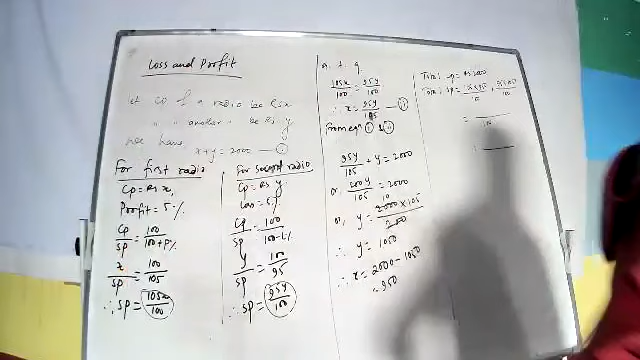 Loss and Profit
let CP of a radio be Rs x
" " another " be Rs y
we have
x+y = 2000 — (i)
For first radio
CP = Rs x,
Profit = 5%
CP/SP = 100/100+P%
x/SP = 100/105
∴ SP = 105x/100
For second radio
CP = Rs y
Loss = 5%
CP/SP = 100/100-L%
y/SP = 100/95
∴ SP = 95y/100
A. T. Q.
105x/100 = 95y/100
∴ x = 95y/105 — (ii)
From eqn (i) & (ii)
95y/105 + y = 2000
or, 200y/105 = 2000
or, y = 2000×105/200
∴ y = 1050
∴ x = 2000 - 1050
= 950
Total CP = Rs 2000
Total SP =
=